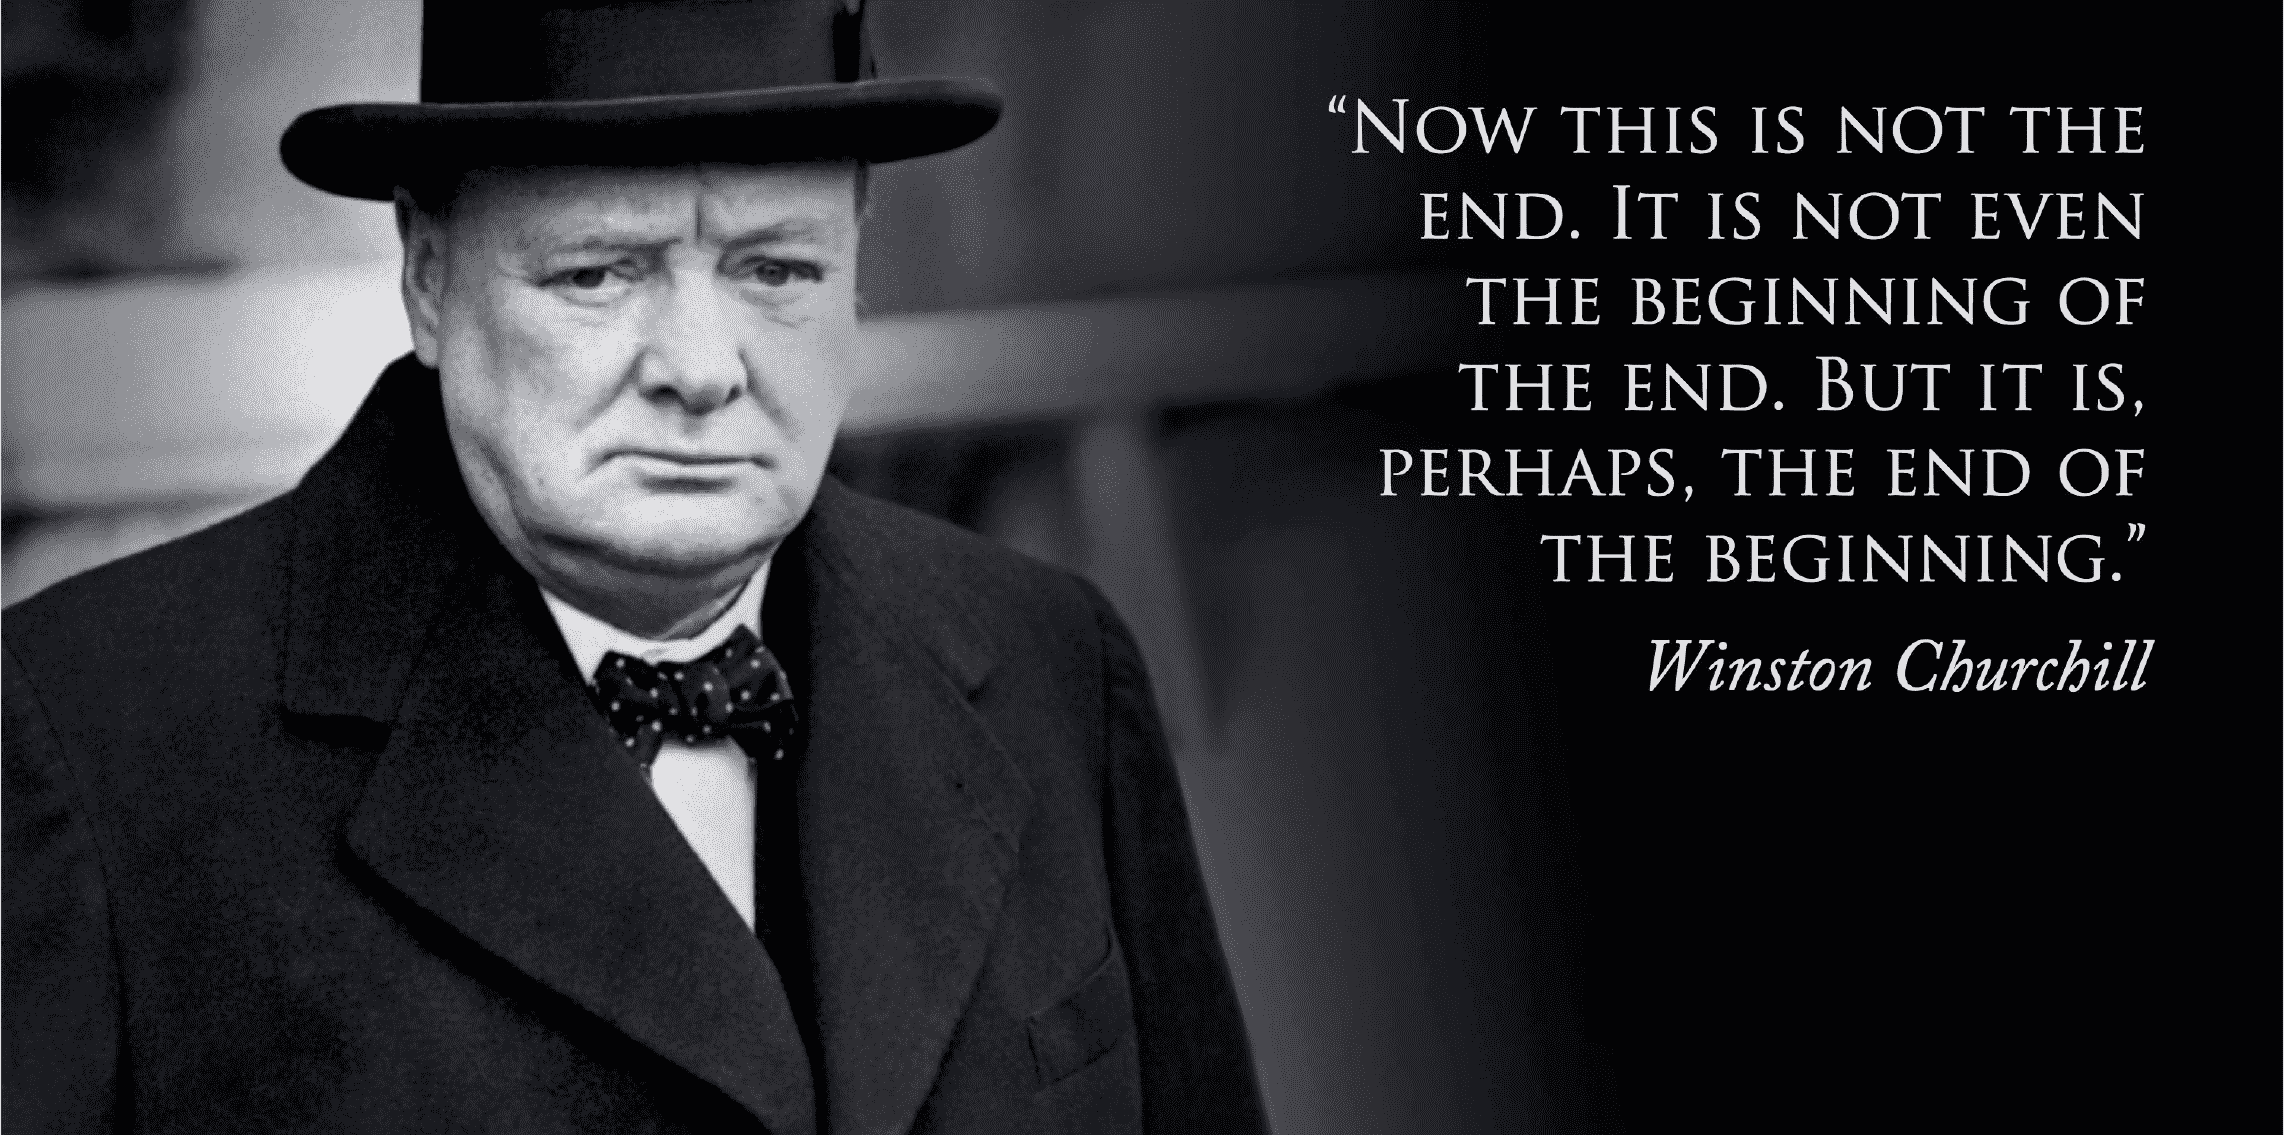 “Now this is not the
end. It is not even
the beginning of
the end. But it is,
perhaps, the end of
the beginning.”
Winston Churchill